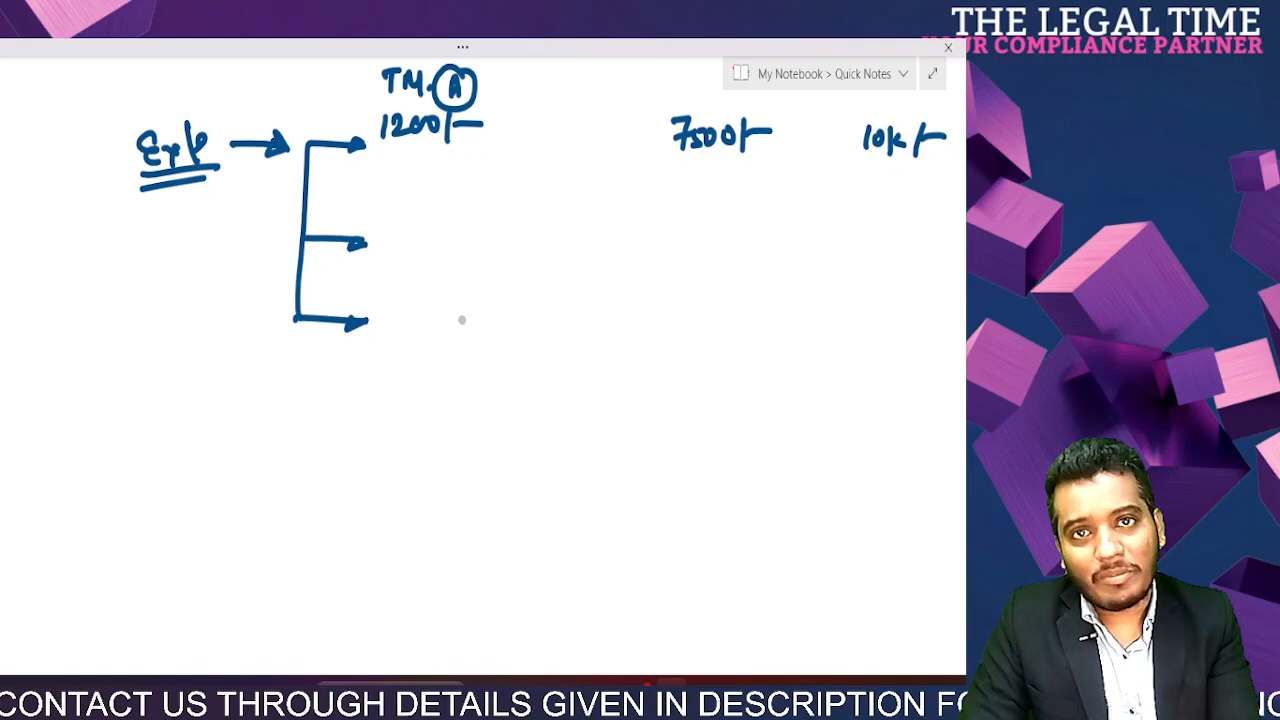 THE LEGAL TIME
YOUR COMPLIANCE PARTNER
My Notebook > Quick Notes
TM. A
1200/-
7500/-
10k/-
CONTACT US THROUGH DETAILS GIVEN IN DESCRIPTION FO